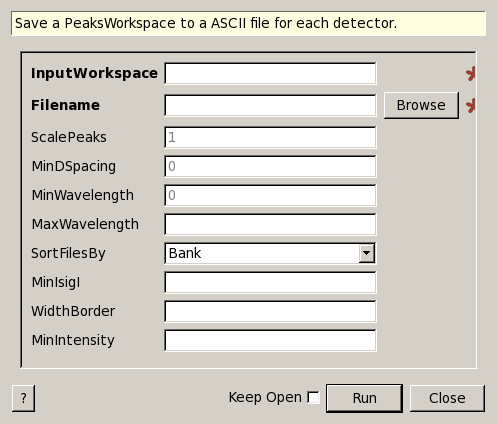 Save a PeaksWorkspace to a ASCII file for each detector.
InputWorkspace
Filename Browse
ScalePeaks 1
MinDSpacing 0
MinWavelength 0
MaxWavelength
SortFilesBy Bank
MinIsigI
WidthBorder
MinIntensity
? Keep Open Run Close